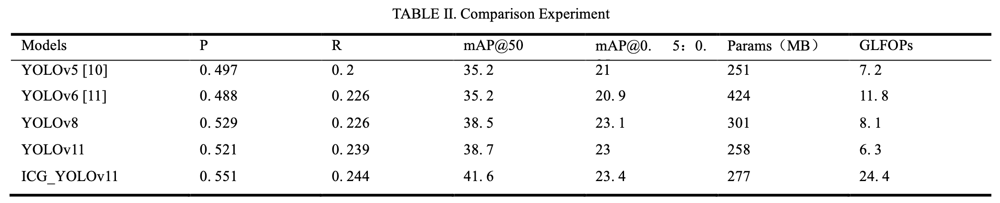 TABLE II. Comparison Experiment
Models P R mAP@50 mAP@0. 5：0. Params（MB） GLFOPs
YOLOv5 [10] 0. 497 0. 2 35. 2 21 251 7. 2
YOLOv6 [11] 0. 488 0. 226 35. 2 20. 9 424 11. 8
YOLOv8 0. 529 0. 226 38. 5 23. 1 301 8. 1
YOLOv11 0. 521 0. 239 38. 7 23 258 6. 3
ICG_YOLOv11 0. 551 0. 244 41. 6 23. 4 277 24. 4